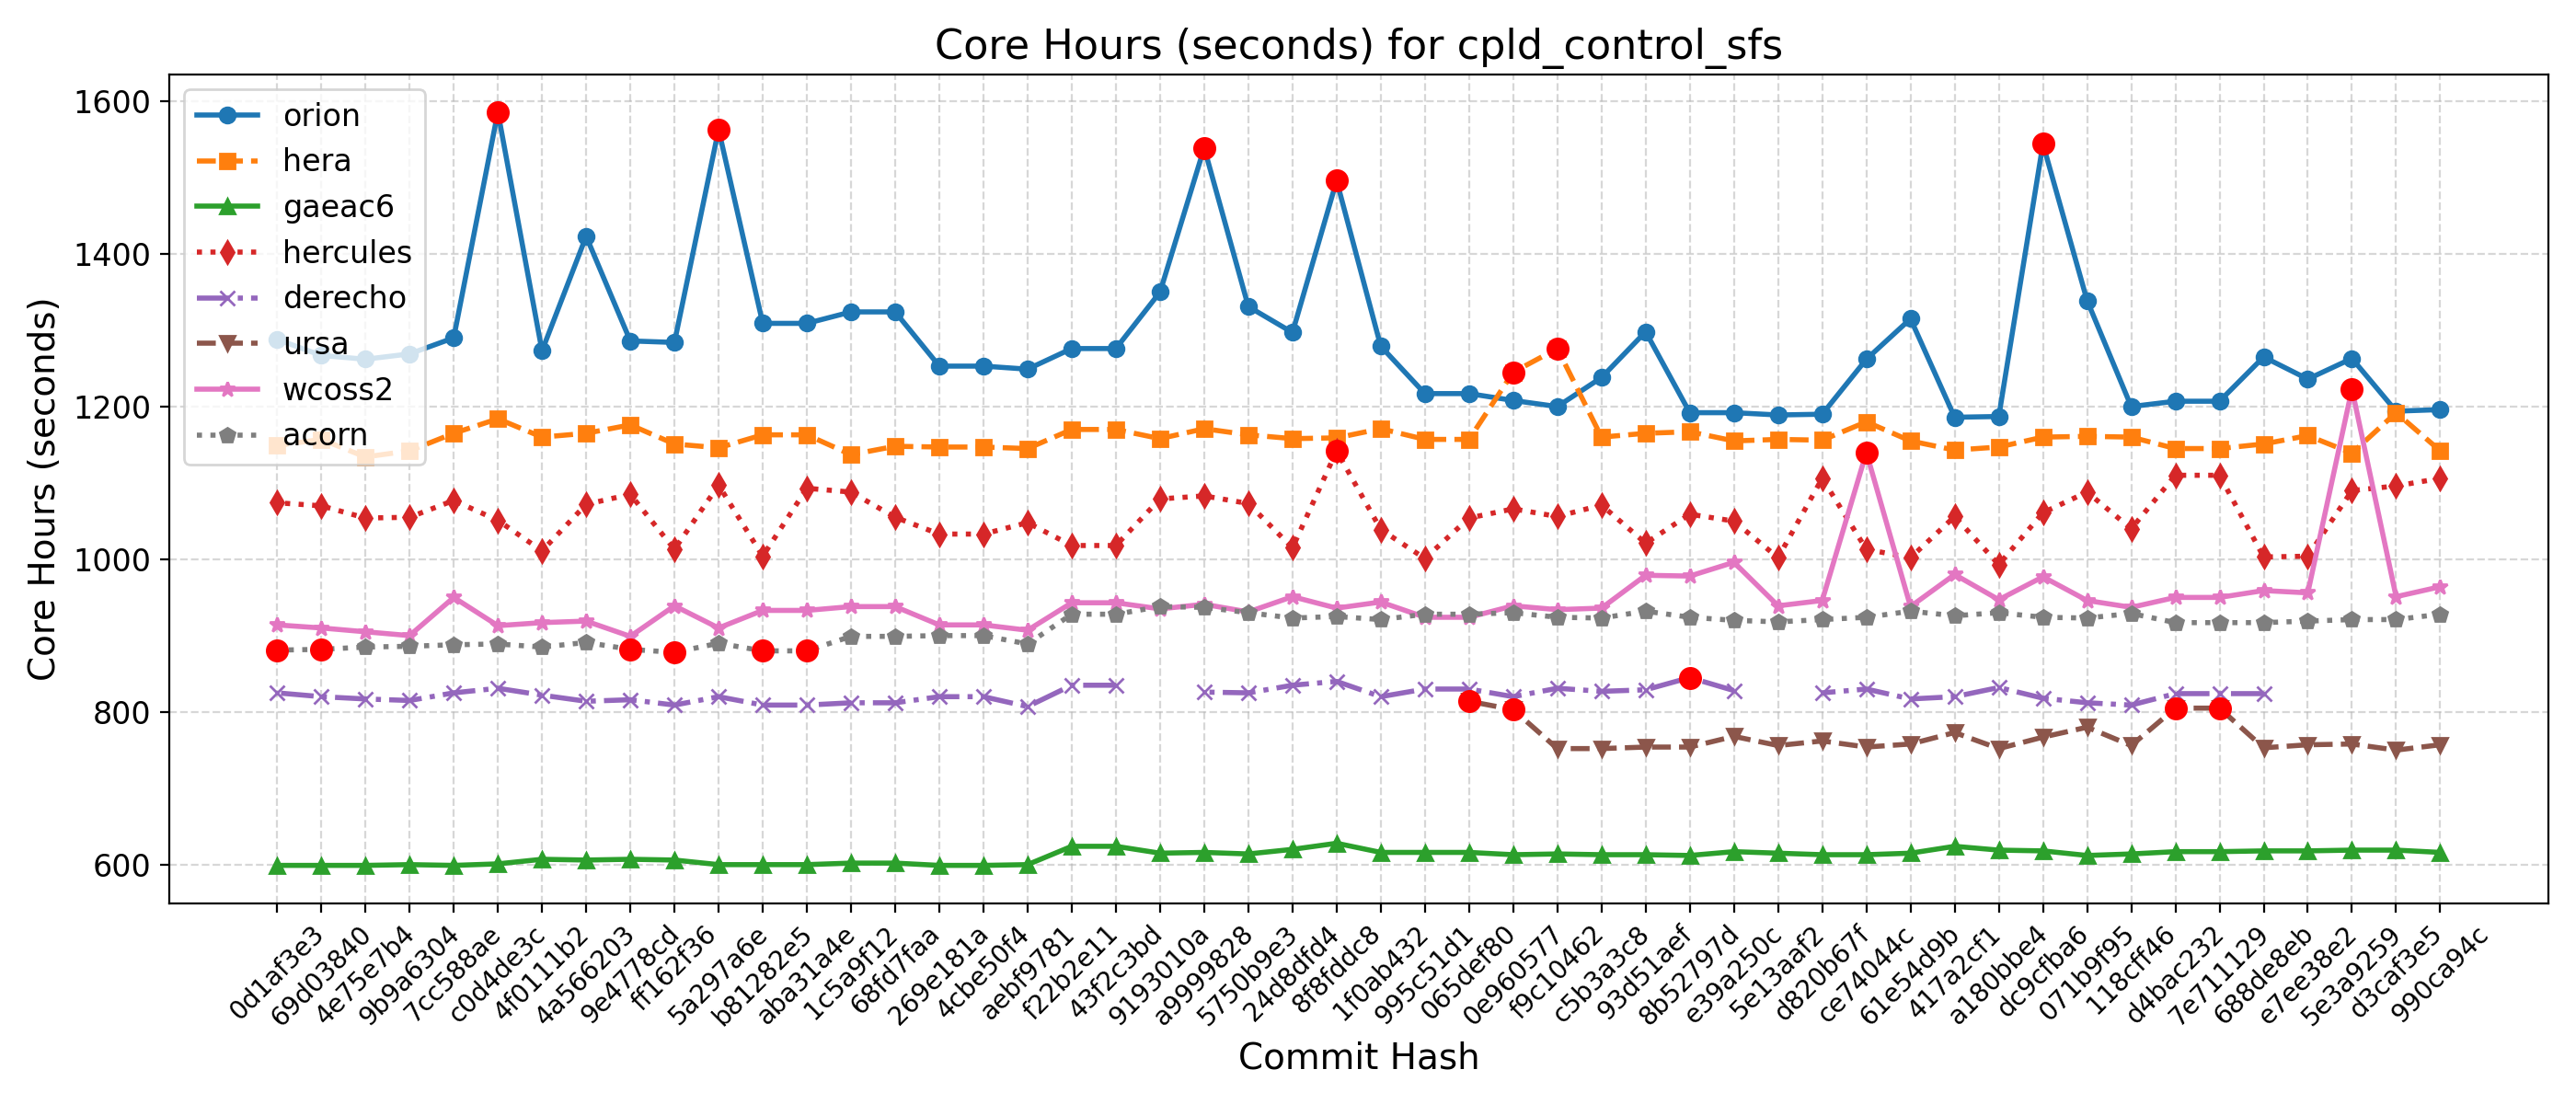 Core Hours (seconds) for cpld_control_sfs
Core Hours (seconds)
1600
1400
1200
1000
800
600
orion
hera
gaeac6
hercules
derecho
ursa
wcoss2
acorn
0d1af3e3
69d03840
4e75e7b4
9b9a6304
7cc588ae
c0d4de3c
4f0111b2
4a566203
9e4778cd
ff162f36
5a297a6e
b81282e5
aba31a4e
1c5a9f12
68fd7faa
269e181a
4cbe50f4
aebf9781
f22b2e11
43f2c3bd
9193010a
a9999828
5750b9e3
24d8dfd4
8f8fddc8
1f0ab432
995c51d1
065def80
0e960577
f9c10462
c5b3a3c8
93d51aef
8b52797d
e39a250c
5e13aaf2
d820b67f
ce74044c
61e54d9b
417a2cf1
a180bbe4
dc9cfba6
071b9f95
118cff46
d4bac232
7e711129
688de8eb
e7ee38e2
5e3a9259
d3caf3e5
990ca94c
Commit Hash